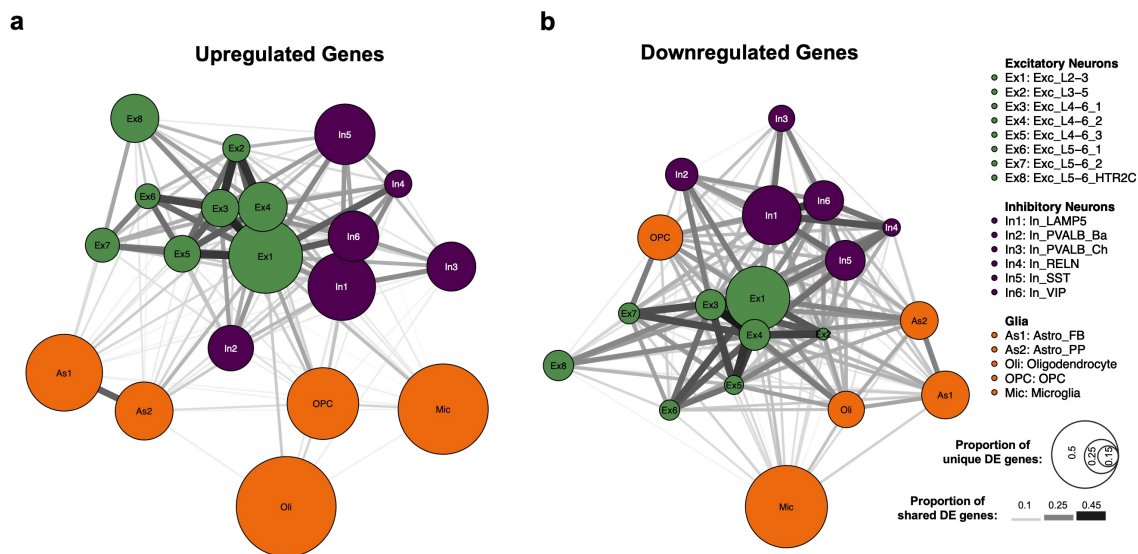 a
Upregulated Genes
Ex8
In5
Ex2
In4
Ex6
Ex3
Ex4
In6
Ex7
Ex5
Ex1
In3
In1
In2
As1
As2
OPC
Mic
Oli
b
Downregulated Genes
In3
In2
In6
In1
In4
OPC
In5
Ex1
Ex3
Ex7
As2
Ex4
Ex2
Ex8
Ex5
As1
Ex6
Oli
Mic
Excitatory Neurons
Ex1: Exc_L2-3
Ex2: Exc_L3-5
Ex3: Exc_L4-6_1
Ex4: Exc_L4-6_2
Ex5: Exc_L4-6_3
Ex6: Exc_L5-6_1
Ex7: Exc_L5-6_2
Ex8: Exc_L5-6_HTR2C
Inhibitory Neurons
In1: In_LAMP5
In2: In_PVALB_Ba
In3: In_PVALB_Ch
In4: In_RELN
In5: In_SST
In6: In_VIP
Glia
As1: Astro_FB
As2: Astro_PP
Oli: Oligodendrocyte
OPC: OPC
Mic: Microglia
Proportion of
unique DE genes:
0.5
0.25
0.15
Proportion of
shared DE genes:
0.1 0.25 0.45